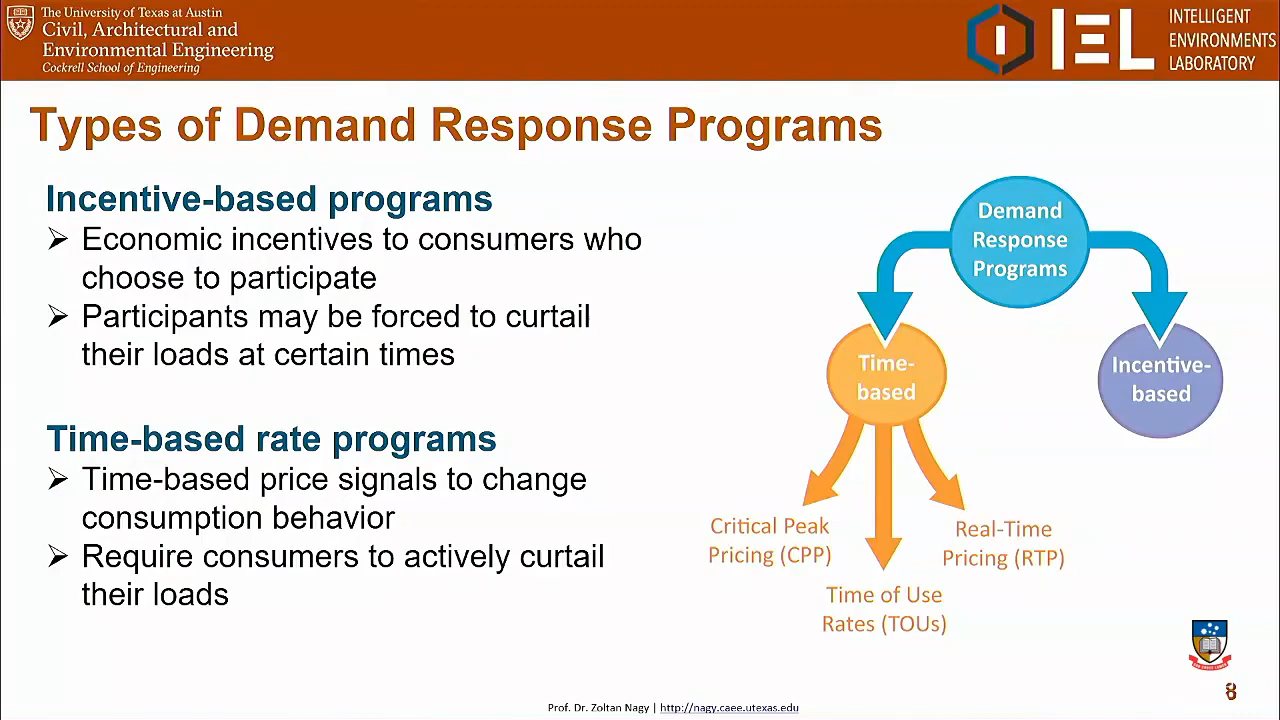 The University of Texas at Austin
Civil, Architectural and
Environmental Engineering
Cockrell School of Engineering
I
IEL
INTELLIGENT
ENVIRONMENTS
LABORATORY
Types of Demand Response Programs
Incentive-based programs
➢ Economic incentives to consumers who
choose to participate
➢ Participants may be forced to curtail
their loads at certain times
Time-based rate programs
➢ Time-based price signals to change
consumption behavior
➢ Require consumers to actively curtail
their loads
Demand
Response
Programs
Time-
based
Incentive-
based
Critical Peak
Pricing (CPP)
Time of Use
Rates (TOUs)
Real-Time
Pricing (RTP)
Prof. Dr. Zoltan Nagy | http://nagy.caee.utexas.edu
8